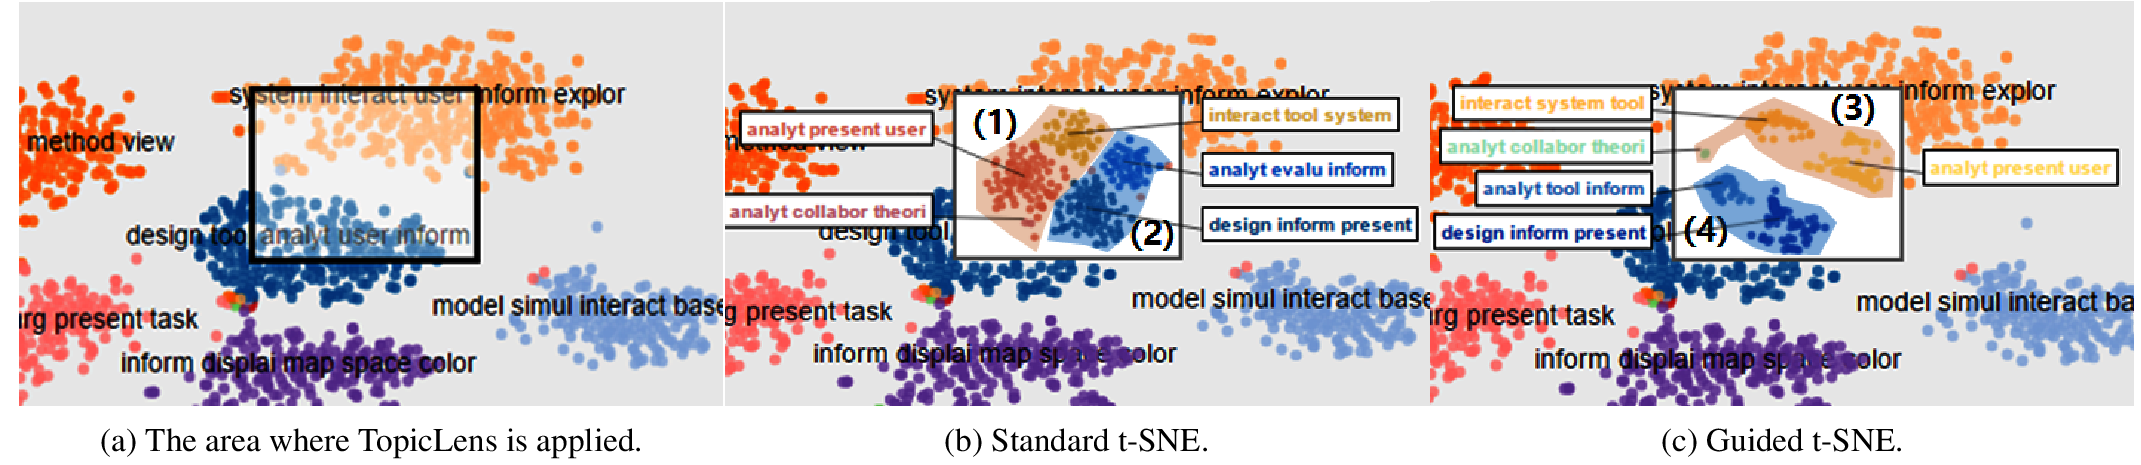 system interact user inform explor
method view
design tool analyt user inform
model simul interact base
arg present task
inform displai map space color
(a) The area where TopicLens is applied.
system interact user inform explor
(1)
interact tool system
analyt present user
method view
analyt evalu inform
analyt collabor theori
design inform present
design tool
(2)
model simul interact base
g present task
inform displai map space color
(b) Standard t-SNE.
system interact user inform explor
interact system tool
(3)
analyt collabor theori
analyt present user
analyt tool inform
design inform present
(4)
model simul interact ba
arg present task
inform displai map space color
(c) Guided t-SNE.